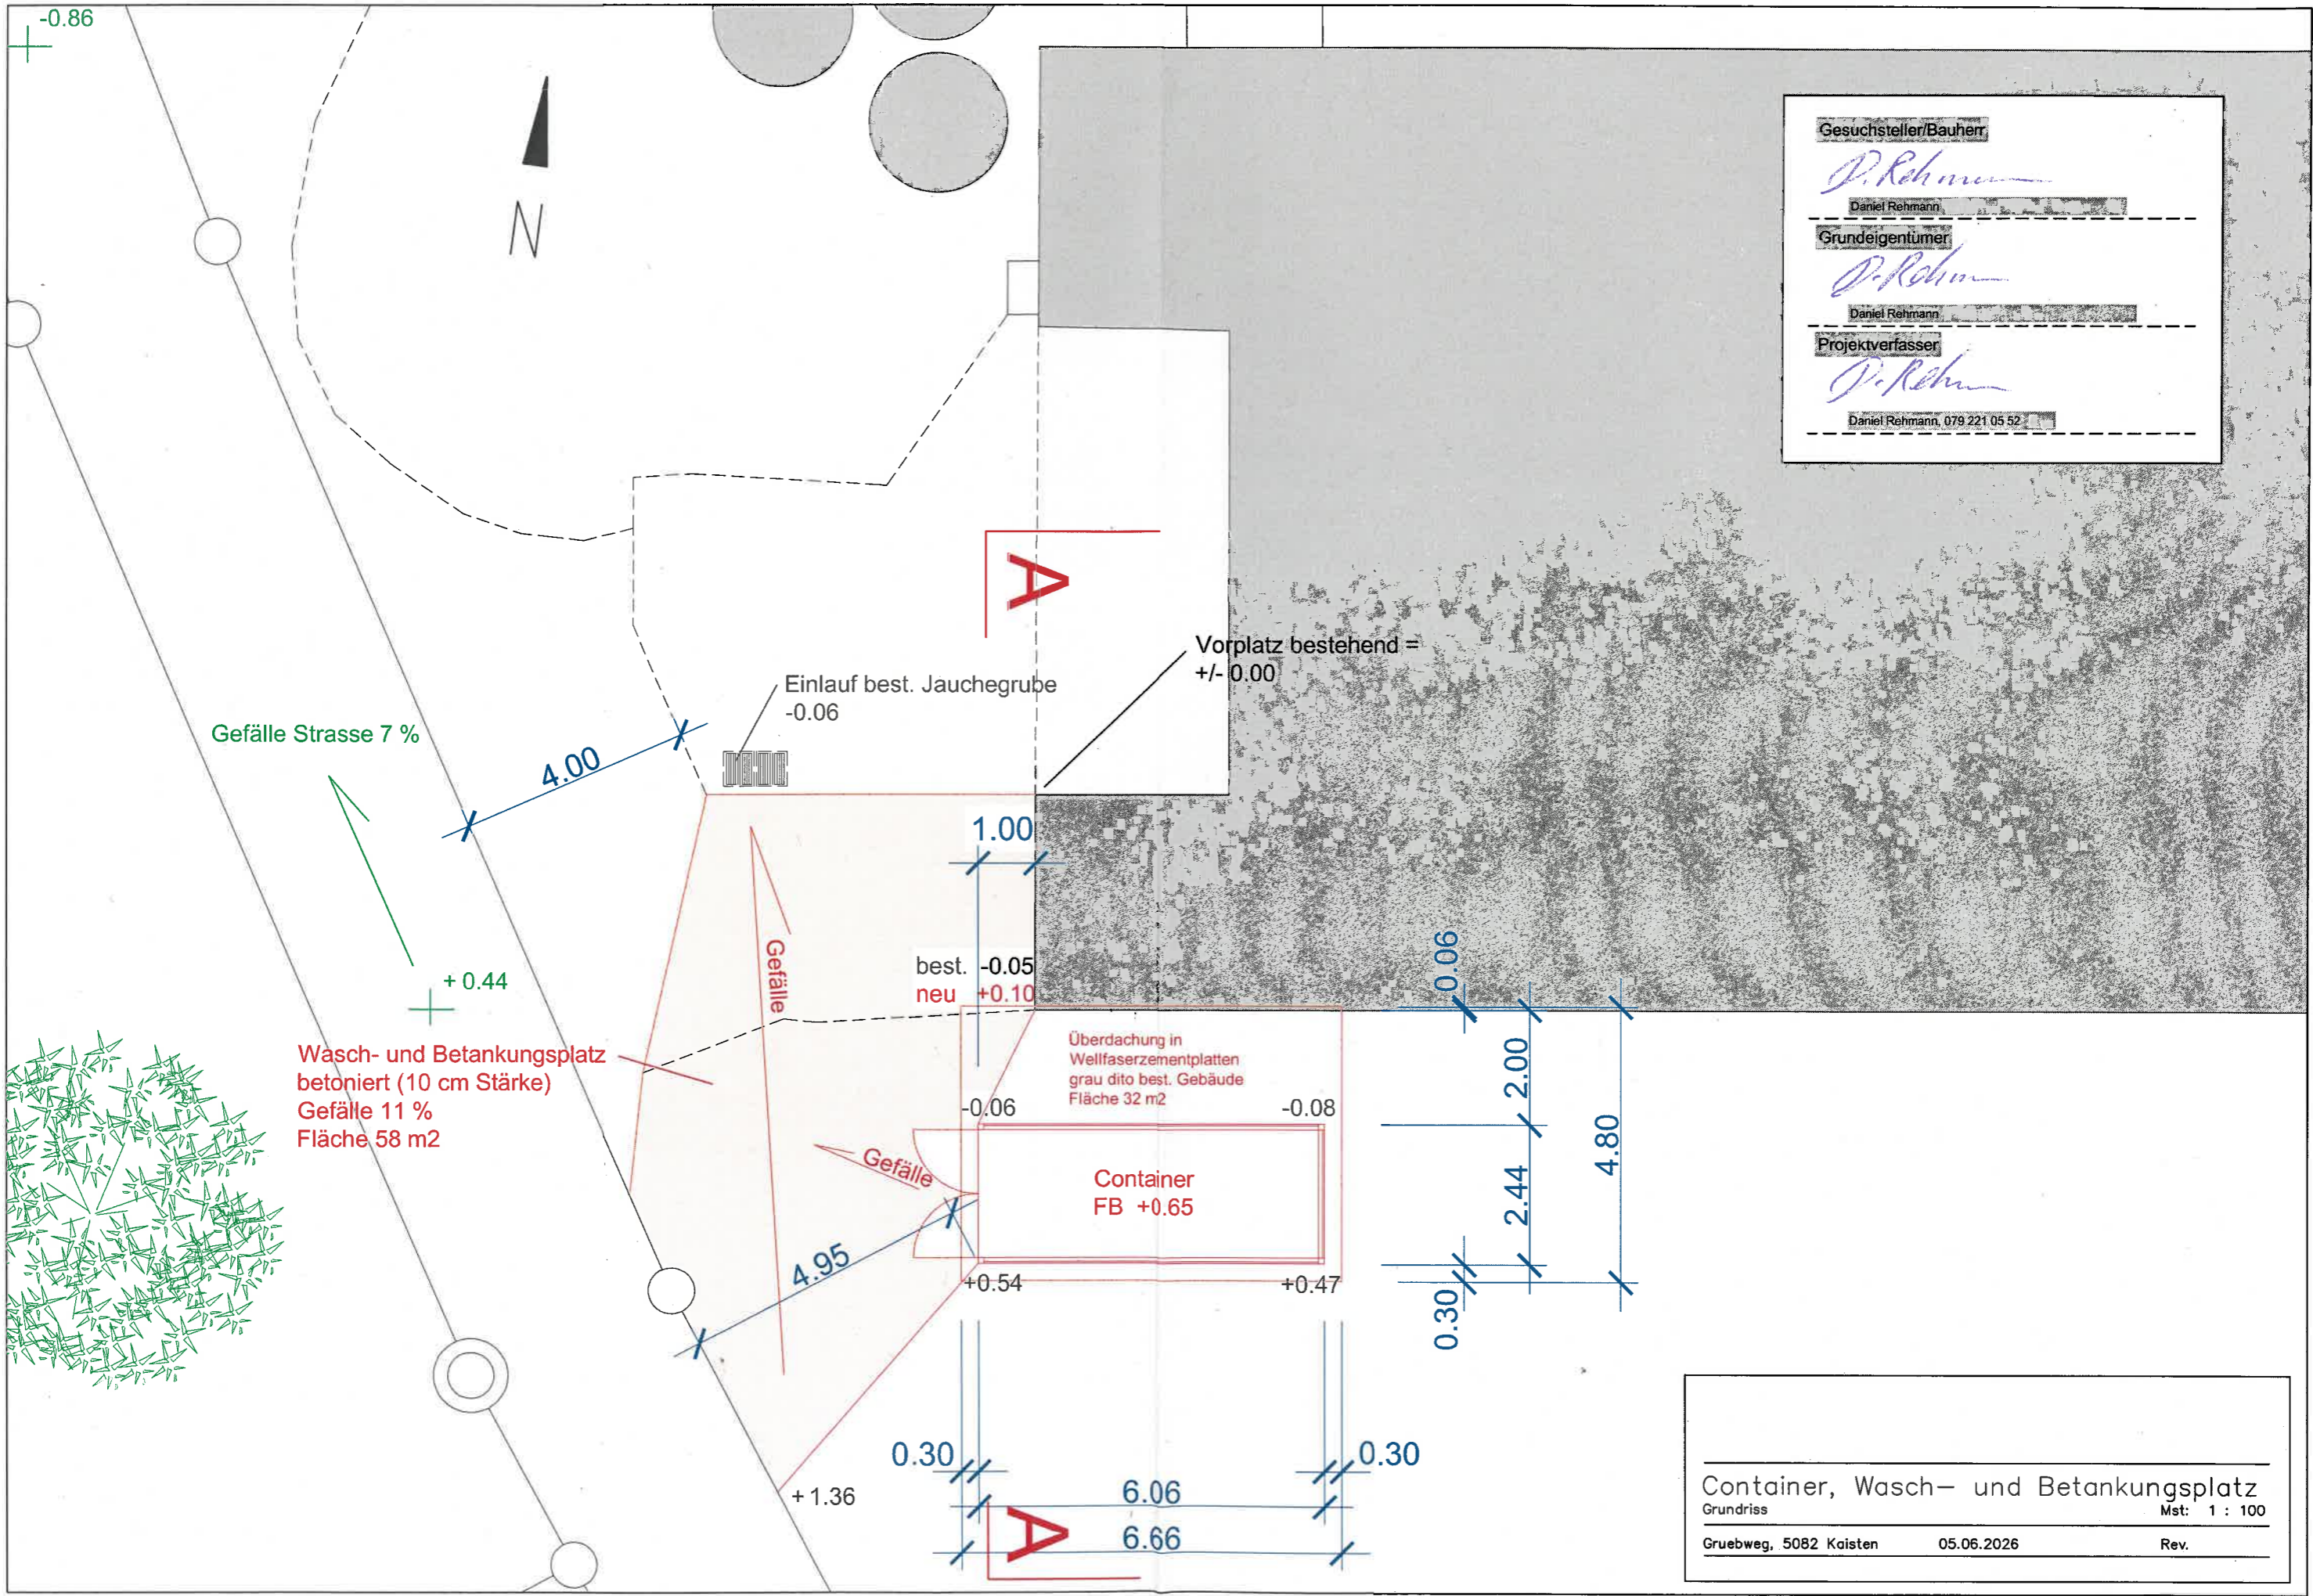 -0.86
N
Gesuchsteller/Bauherr
D. Rehmann
Daniel Rehmann
Grundeigentümer
D. Rehm
Daniel Rehmann
Projektverfasser
D. Rehm
Daniel Rehmann, 079 221 05 52
A
Vorplatz bestehend =
+/- 0.00
Einlauf best. Jauchegrube
-0.06
Gefälle Strasse 7 %
4.00
1.00
Gefälle
best. -0.05
neu +0.10
+ 0.44
0.06
Wasch- und Betankungsplatz
betoniert (10 cm Stärke)
Gefälle 11 %
Fläche 58 m2
Überdachung in
Wellfaserzementplatten
grau dito best. Gebäude
Fläche 32 m2
-0.06
-0.08
2.00
4.80
Gefälle
Container
FB +0.65
2.44
4.95
+0.54
+0.47
0.30
0.30
0.30
+ 1.36
6.06
A
6.66
Container, Wasch- und Betankungsplatz
Grundriss
Mst: 1 : 100
Gruebweg, 5082 Kaisten
05.06.2026
Rev.